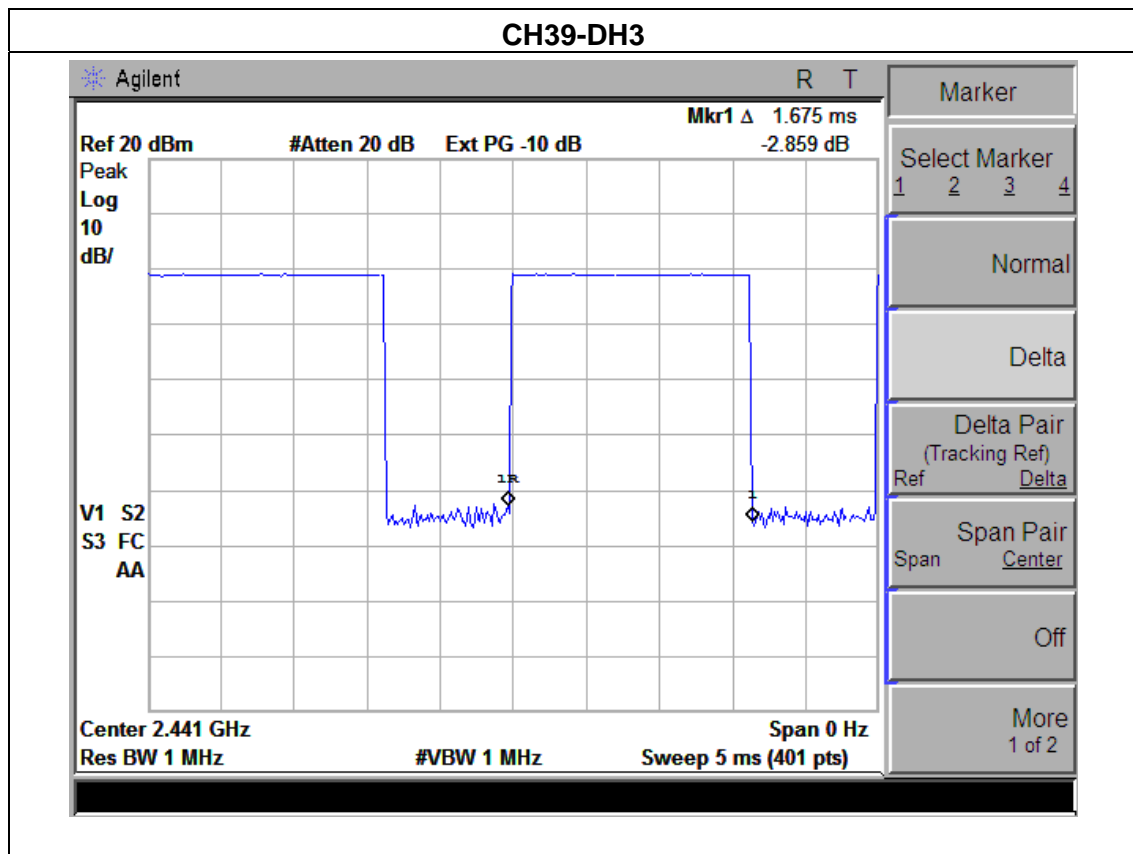 CH39-DH3
Agilent R T
Mkr1 Δ 1.675 ms
Ref 20 dBm #Atten 20 dB Ext PG -10 dB -2.859 dB
Peak
Log
10
dB/
1R
1
V1 S2
S3 FC
AA
Center 2.441 GHz Span 0 Hz
Res BW 1 MHz #VBW 1 MHz Sweep 5 ms (401 pts)
Marker
Select Marker
1 2 3 4
Normal
Delta
Delta Pair
(Tracking Ref)
Ref Delta
Span Pair
Span Center
Off
More
1 of 2